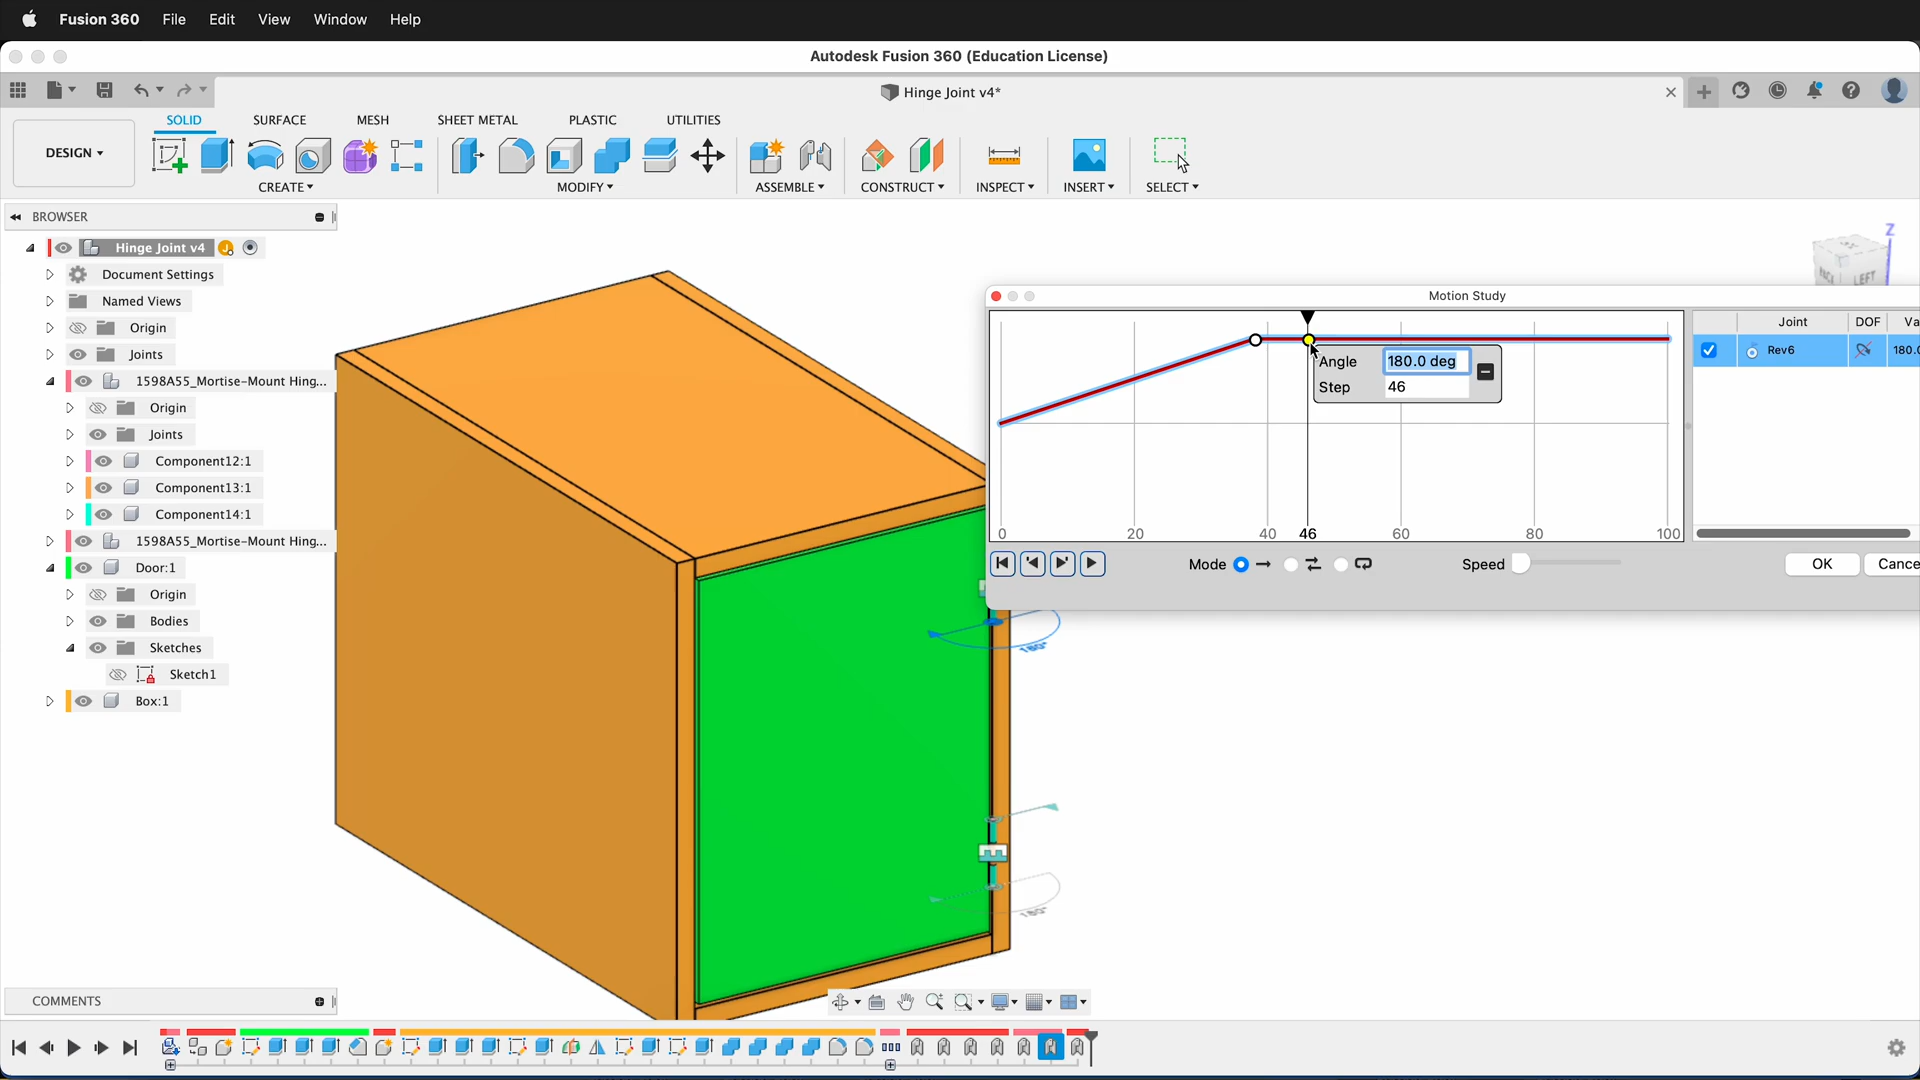 Fusion 360 File Edit View Window Help
Autodesk Fusion 360 (Education License)
Hinge Joint v4*
SOLID SURFACE MESH SHEET METAL PLASTIC UTILITIES
DESIGN
CREATE MODIFY ASSEMBLE CONSTRUCT INSPECT INSERT SELECT
BROWSER
Hinge Joint v4
Document Settings
Named Views
Origin
Joints
1598A55_Mortise-Mount Hing...
Origin
Joints
Component12:1
Component13:1
Component14:1
1598A55_Mortise-Mount Hing...
Door:1
Origin
Bodies
Sketches
Sketch1
Box:1
Z
LEFT
Motion Study
Joint DOF Va
Rev6 180.0
Angle 180.0 deg
Step 46
0 20 40 46 60 80 100
Mode Speed OK Cance
180°
180°
COMMENTS